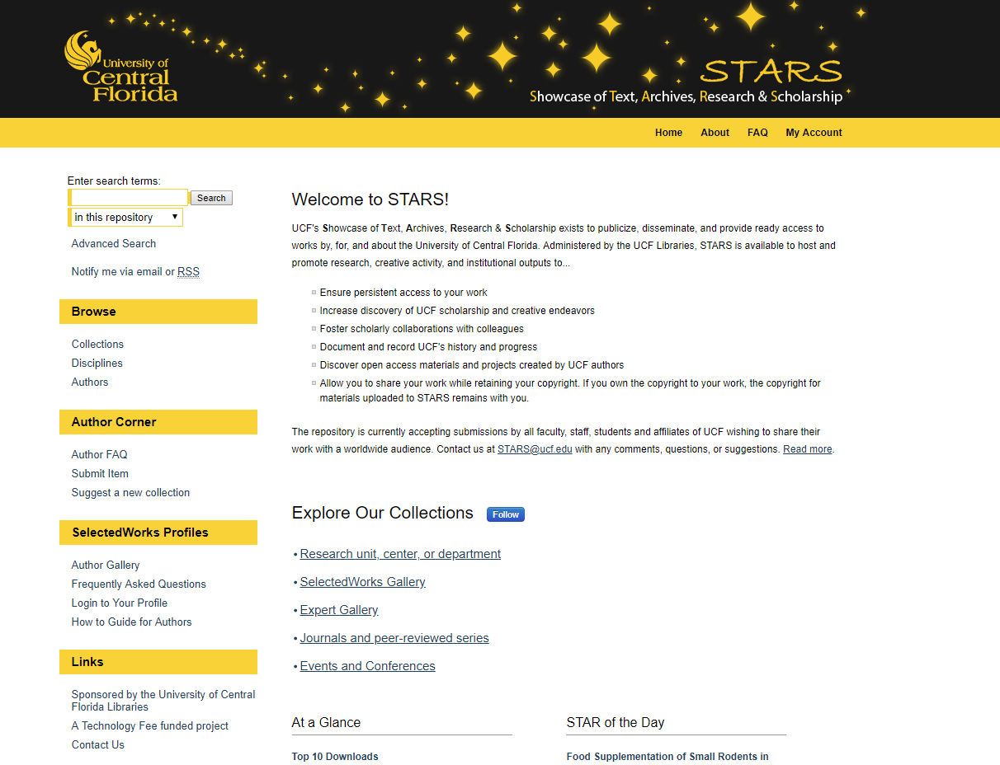 University of
Central
Florida
STARS
Showcase of Text, Archives, Research & Scholarship
Home About FAQ My Account
Enter search terms:
Search
in this repository
Advanced Search
Notify me via email or RSS
Browse
Collections
Disciplines
Authors
Author Corner
Author FAQ
Submit Item
Suggest a new collection
SelectedWorks Profiles
Author Gallery
Frequently Asked Questions
Login to Your Profile
How to Guide for Authors
Links
Sponsored by the University of Central
Florida Libraries
A Technology Fee funded project
Contact Us
Welcome to STARS!
UCF's Showcase of Text, Archives, Research & Scholarship exists to publicize, disseminate, and provide ready access to
works by, for, and about the University of Central Florida. Administered by the UCF Libraries, STARS is available to host and
promote research, creative activity, and institutional outputs to...
Ensure persistent access to your work
Increase discovery of UCF scholarship and creative endeavors
Foster scholarly collaborations with colleagues
Document and record UCF's history and progress
Discover open access materials and projects created by UCF authors
Allow you to share your work while retaining your copyright. If you own the copyright to your work, the copyright for
materials uploaded to STARS remains with you.
The repository is currently accepting submissions by all faculty, staff, students and affiliates of UCF wishing to share their
work with a worldwide audience. Contact us at STARS@ucf.edu with any comments, questions, or suggestions. Read more.
Explore Our Collections Follow
• Research unit, center, or department
• SelectedWorks Gallery
• Expert Gallery
• Journals and peer-reviewed series
• Events and Conferences
At a Glance
Top 10 Downloads
STAR of the Day
Food Supplementation of Small Rodents in